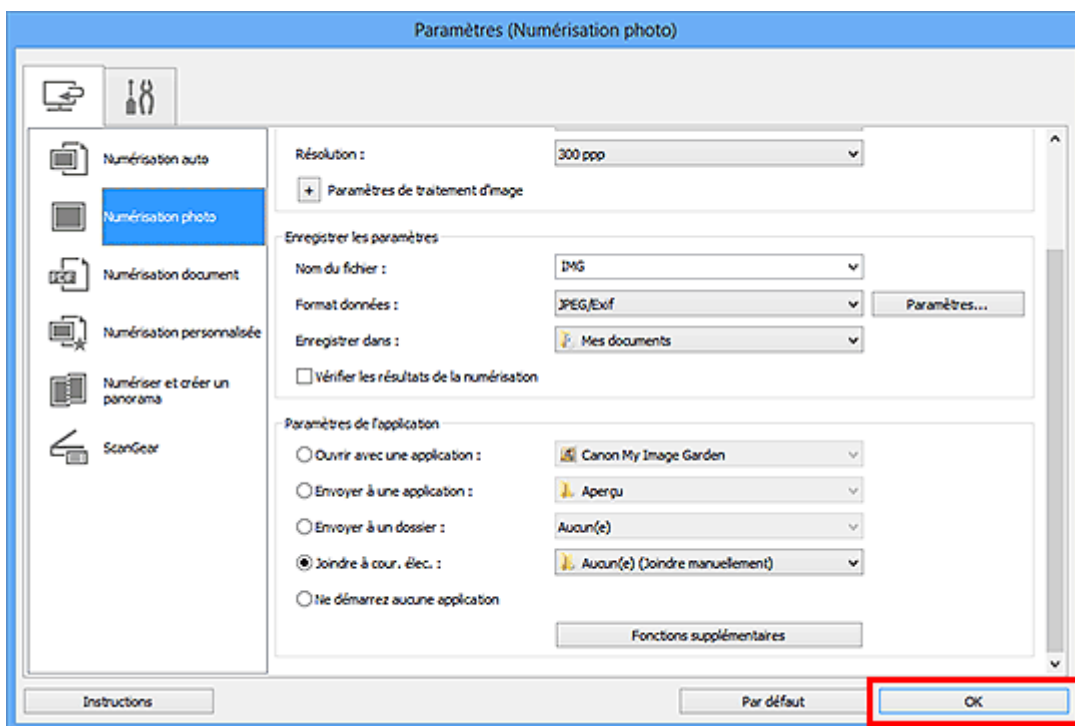 Paramètres (Numérisation photo)
Numérisation auto
Numérisation photo
Numérisation document
Numérisation personnalisée
Numériser et créer un
panorama
ScanGear
Résolution :
300 ppp
+ Paramètres de traitement d'image
Enregistrer les paramètres
Nom du fichier :
IMG
Format données :
JPEG/Exif
Paramètres...
Enregistrer dans :
Mes documents
Vérifier les résultats de la numérisation
Paramètres de l'application
Ouvrir avec une application :
Canon My Image Garden
Envoyer à une application :
Aperçu
Envoyer à un dossier :
Aucun(e)
Joindre à cour. élec. :
Aucun(e) (Joindre manuellement)
Ne démarrez aucune application
Fonctions supplémentaires
Instructions
Par défaut
OK